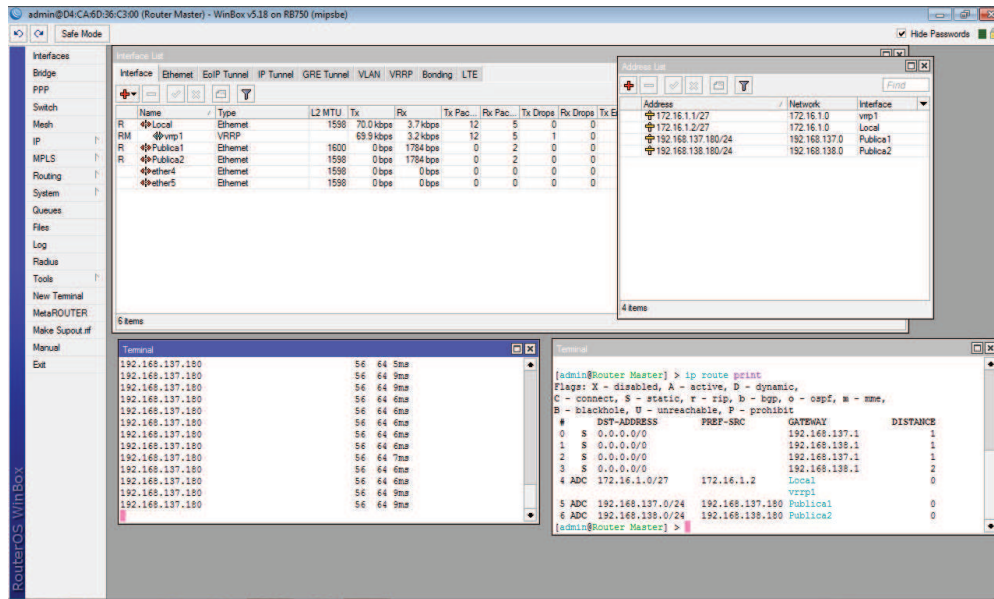 admin@D4:CA:6D:36:C3:00 (Router Master) - WinBox v5.18 on RB750 (mipsbe)
Safe Mode
Hide Passwords
Interfaces
Bridge
PPP
Switch
Mesh
IP
MPLS
Routing
System
Queues
Files
Log
Radius
Tools
New Terminal
MetaROUTER
Make Supout.rif
Manual
Exit
RouterOS WinBox
Interface List
Interface Ethernet EoIP Tunnel IP Tunnel GRE Tunnel VLAN VRRP Bonding LTE
Name Type L2 MTU Tx Rx Tx Pac... Rx Pac... Tx Drops Rx Drops Tx E
R Local Ethernet 1598 70.0 kbps 3.7 kbps 12 5 0 0
RM vrrp1 VRRP 69.9 kbps 3.2 kbps 12 5 1 0
R Publica1 Ethernet 1600 0 bps 1784 bps 0 2 0 0
R Publica2 Ethernet 1598 0 bps 1784 bps 0 2 0 0
ether4 Ethernet 1598 0 bps 0 bps 0 0 0 0
ether5 Ethernet 1598 0 bps 0 bps 0 0 0 0
6 items
Address List
Find
Address Network Interface
172.16.1.1/27 172.16.1.0 vrrp1
172.16.1.2/27 172.16.1.0 Local
192.168.137.180/24 192.168.137.0 Publica1
192.168.138.180/24 192.168.138.0 Publica2
4 items
Terminal
192.168.137.180 56 64 5ms
192.168.137.180 56 64 9ms
192.168.137.180 56 64 9ms
192.168.137.180 56 64 6ms
192.168.137.180 56 64 6ms
192.168.137.180 56 64 6ms
192.168.137.180 56 64 9ms
192.168.137.180 56 64 6ms
192.168.137.180 56 64 7ms
192.168.137.180 56 64 6ms
192.168.137.180 56 64 6ms
192.168.137.180 56 64 9ms
192.168.137.180 56 64 9ms
Terminal
[admin@Router Master] > ip route print
Flags: X - disabled, A - active, D - dynamic,
C - connect, S - static, r - rip, b - bgp, o - ospf, m - mme,
B - blackhole, U - unreachable, P - prohibit
# DST-ADDRESS PREF-SRC GATEWAY DISTANCE
0 S 0.0.0.0/0 192.168.137.1 1
1 S 0.0.0.0/0 192.168.138.1 1
2 S 0.0.0.0/0 192.168.137.1 1
3 S 0.0.0.0/0 192.168.138.1 2
4 ADC 172.16.1.0/27 172.16.1.2 Local 0
vrrp1
5 ADC 192.168.137.0/24 192.168.137.180 Publica1 0
6 ADC 192.168.138.0/24 192.168.138.180 Publica2 0
[admin@Router Master] >